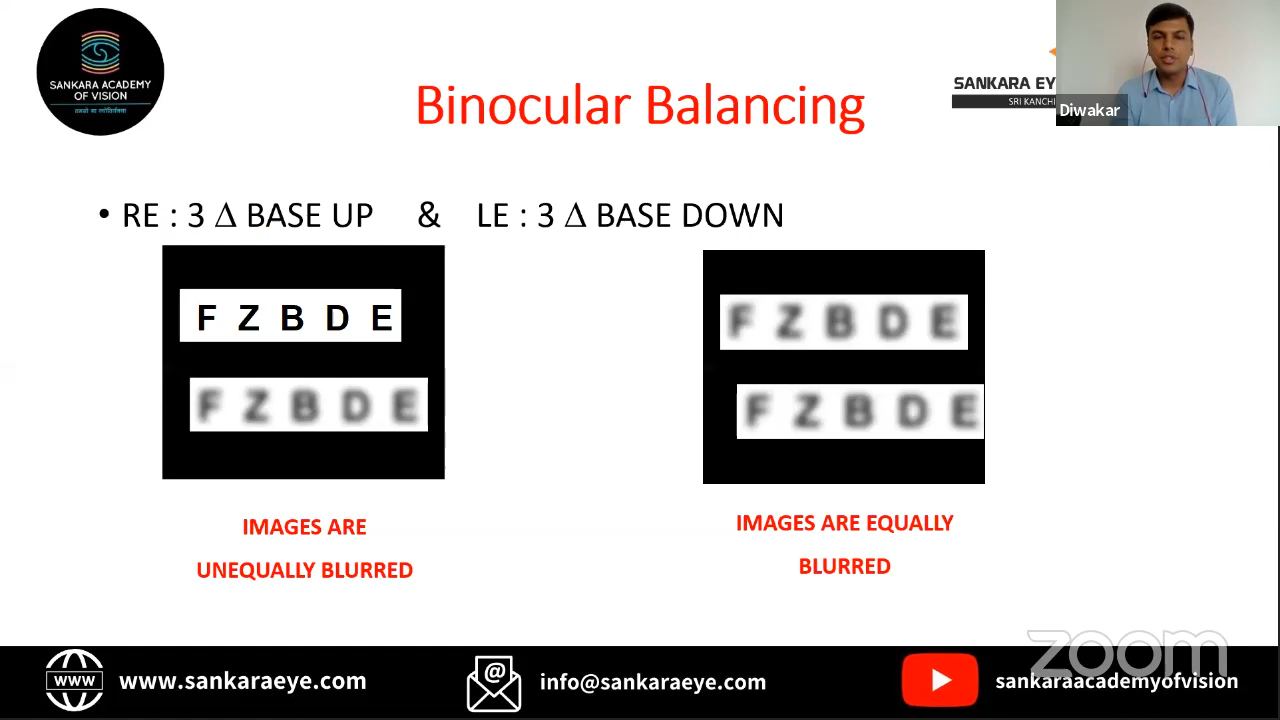 SANKARA ACADEMY
OF VISION
SANKARA EY
SRI KANCHI
Diwakar
Binocular Balancing
• RE : 3 Δ BASE UP & LE : 3 Δ BASE DOWN
F Z B D E
F Z B D E
F Z B D E
F Z B D E
IMAGES ARE
UNEQUALLY BLURRED
IMAGES ARE EQUALLY
BLURRED
zoom
www
www.sankaraeye.com
@
info@sankaraeye.com
sankaraacademyofvision